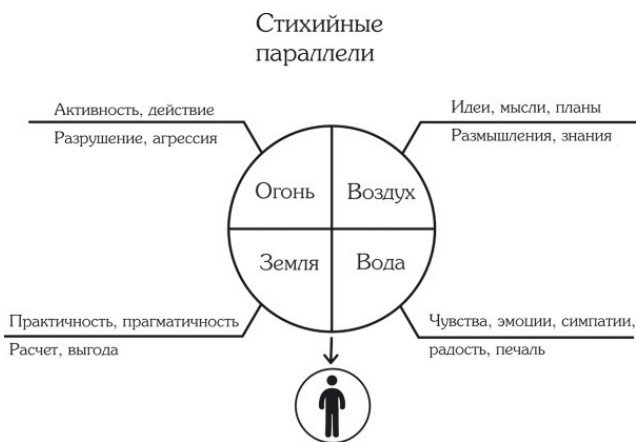 Стихийные
параллели
Активность, действие
Разрушение, агрессия
Идеи, мысли, планы
Размышления, знания
Огонь
Воздух
Земля
Вода
Практичность, прагматичность
Расчет, выгода
Чувства, эмоции, симпатии,
радость, печаль